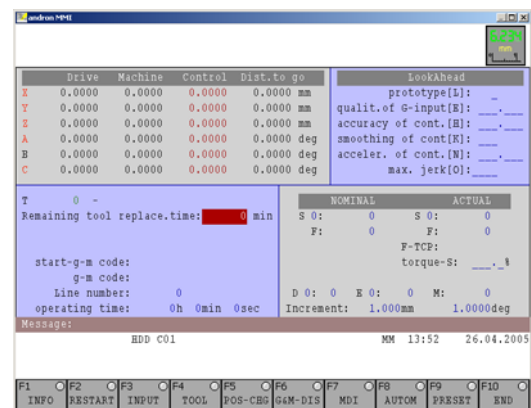 andron MMI
mm
Drive Machine Control Dist.to go
X 0.0000 0.0000 0.0000 0.0000 mm
Y 0.0000 0.0000 0.0000 0.0000 mm
Z 0.0000 0.0000 0.0000 0.0000 mm
A 0.0000 0.0000 0.0000 0.0000 deg
B 0.0000 0.0000 0.0000 0.0000 deg
C 0.0000 0.0000 0.0000 0.0000 deg
LookAhead
prototype[L]: _
qualit.of G-input[E]: ___.___
accuracy of cont.[H]: ___.___
smoothing of cont[K]: ___.___
acceler. of cont.[N]: ___.___
max. jerk[O]:____
T 0 -
Remaining tool replace.time: 0 min
start-g-m code:
g-m code:
Line number: 0
operating time: 0h 0min 0sec
NOMINAL ACTUAL
S 0: 0 S 0: 0
F: 0 F: 0
F-TCP:
torque-S: ___._%
D 0: 0 E 0: 0 M: 0
Increment: 1.000mm 1.0000deg
Message:
HDD CO1 MM 13:52 26.04.2005
F1 F2 F3 F4 F5 F6 F7 F8 F9 F10
INFO RESTART INPUT TOOL POS-CHG G&M-DIS MDI AUTOM PRESET END